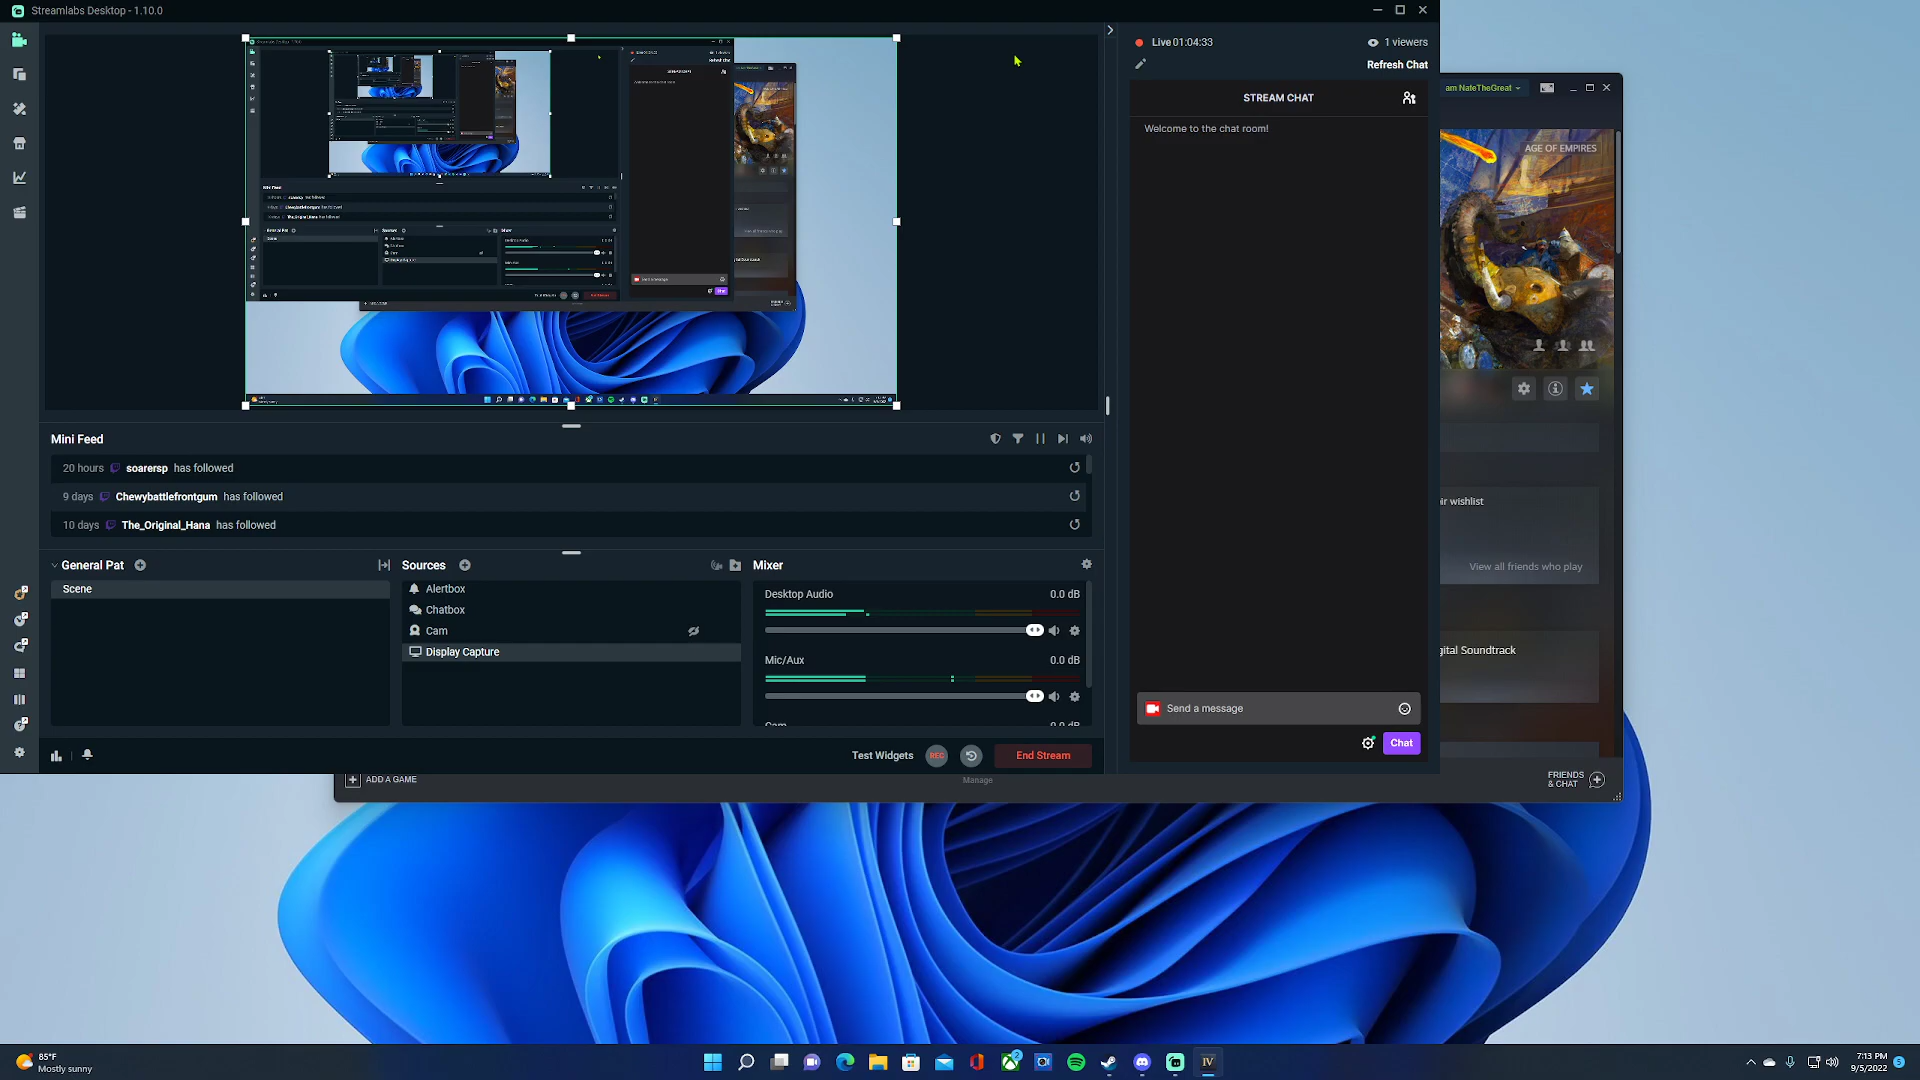 Streamlabs Desktop - 1.10.0
Live 01:04:33
1 viewers
Refresh Chat
STREAM CHAT
Welcome to the chat room!
am NateTheGreat
AGE OF EMPIRES
Mini Feed
20 hours soarersp has followed
9 days Chewybattlefrontgum has followed
10 days The_Original_Hana has followed
ir wishlist
View all friends who play
General Pat
Scene
Sources
Alertbox
Chatbox
Cam
Display Capture
Mixer
Desktop Audio 0.0 dB
Mic/Aux 0.0 dB
gital Soundtrack
Send a message
Chat
Test Widgets
REC
End Stream
ADD A GAME
Manage
FRIENDS
& CHAT
85°F
Mostly sunny
2
IV
7:13 PM
9/5/2022
5